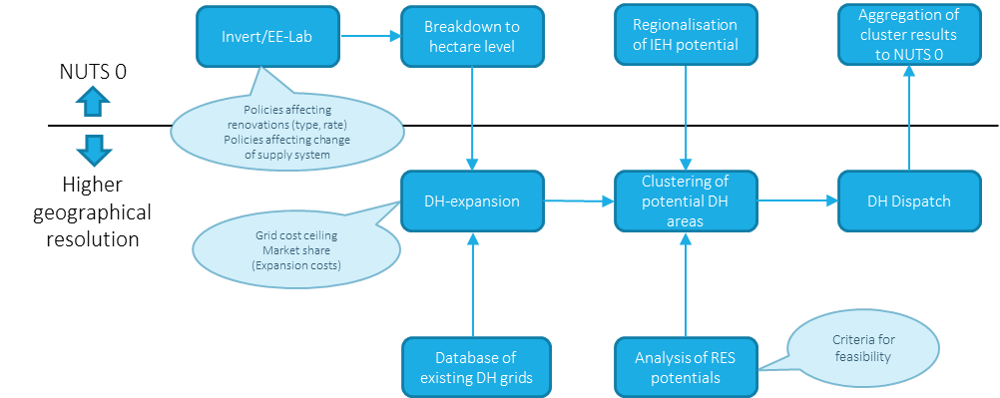 Invert/EE-Lab
Breakdown to
hectare level
Regionalisation
of IEH potential
Aggregation of
cluster results
to NUTS 0
NUTS 0
Policies affecting
renovations (type, rate)
Policies affecting change
of supply system
Higher
geographical
resolution
DH-expansion
Clustering of
potential DH
areas
DH Dispatch
Grid cost ceiling
Market share
(Expansion costs)
Database of
existing DH grids
Analysis of RES
potentials
Criteria for
feasibility